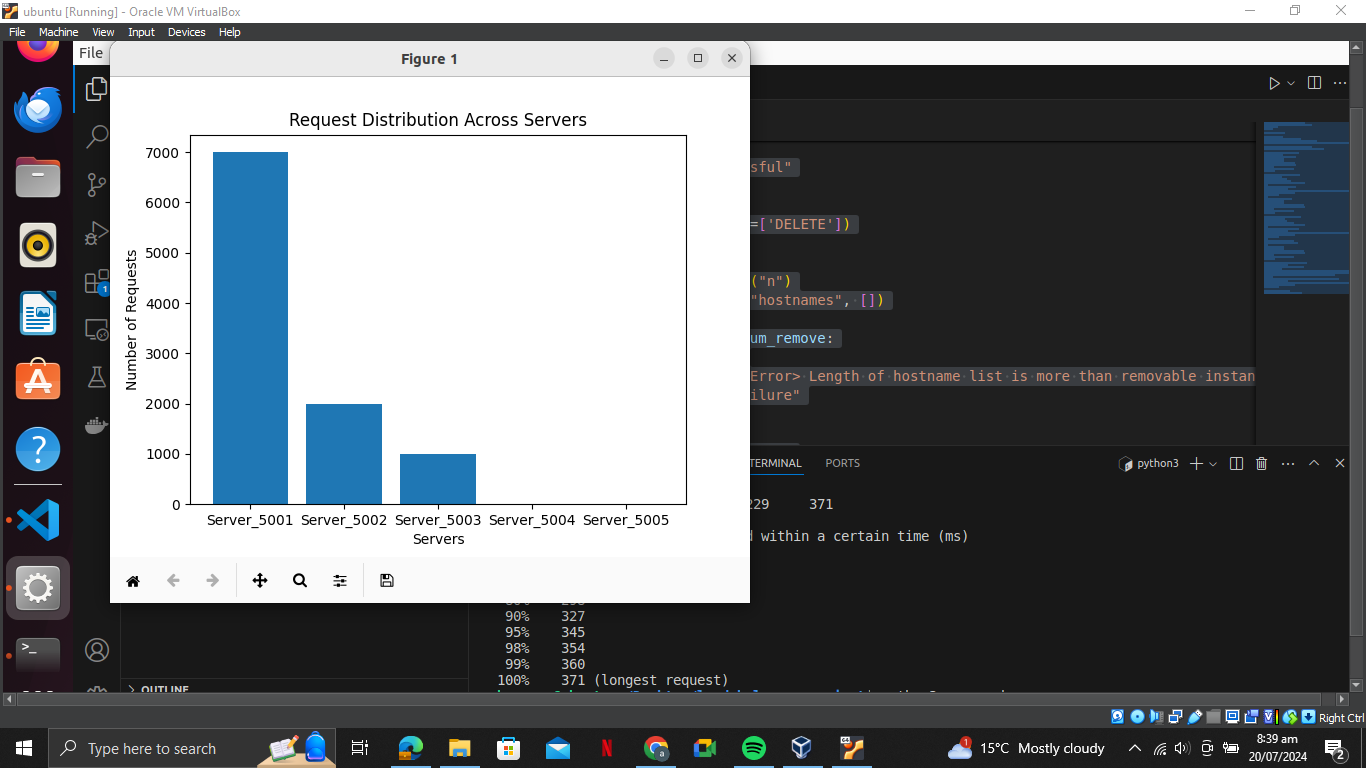 ubuntu [Running] - Oracle VM VirtualBox
File Machine View Input Devices Help
File
Figure 1
Request Distribution Across Servers
Number of Requests
7000
6000
5000
4000
3000
2000
1000
0
Server_5001 Server_5002 Server_5003 Server_5004 Server_5005
Servers
sful"
=['DELETE'])
("n")
"hostnames", [])
um_remove:
Error> Length of hostname list is more than removable instan
ilure"
1
TERMINAL PORTS
python3
229 371
d within a certain time (ms)
90% 327
95% 345
98% 354
99% 360
100% 371 (longest request)
OUTLINE
Right Ctrl
Type here to search
15°C Mostly cloudy
8:39 am
20/07/2024
2